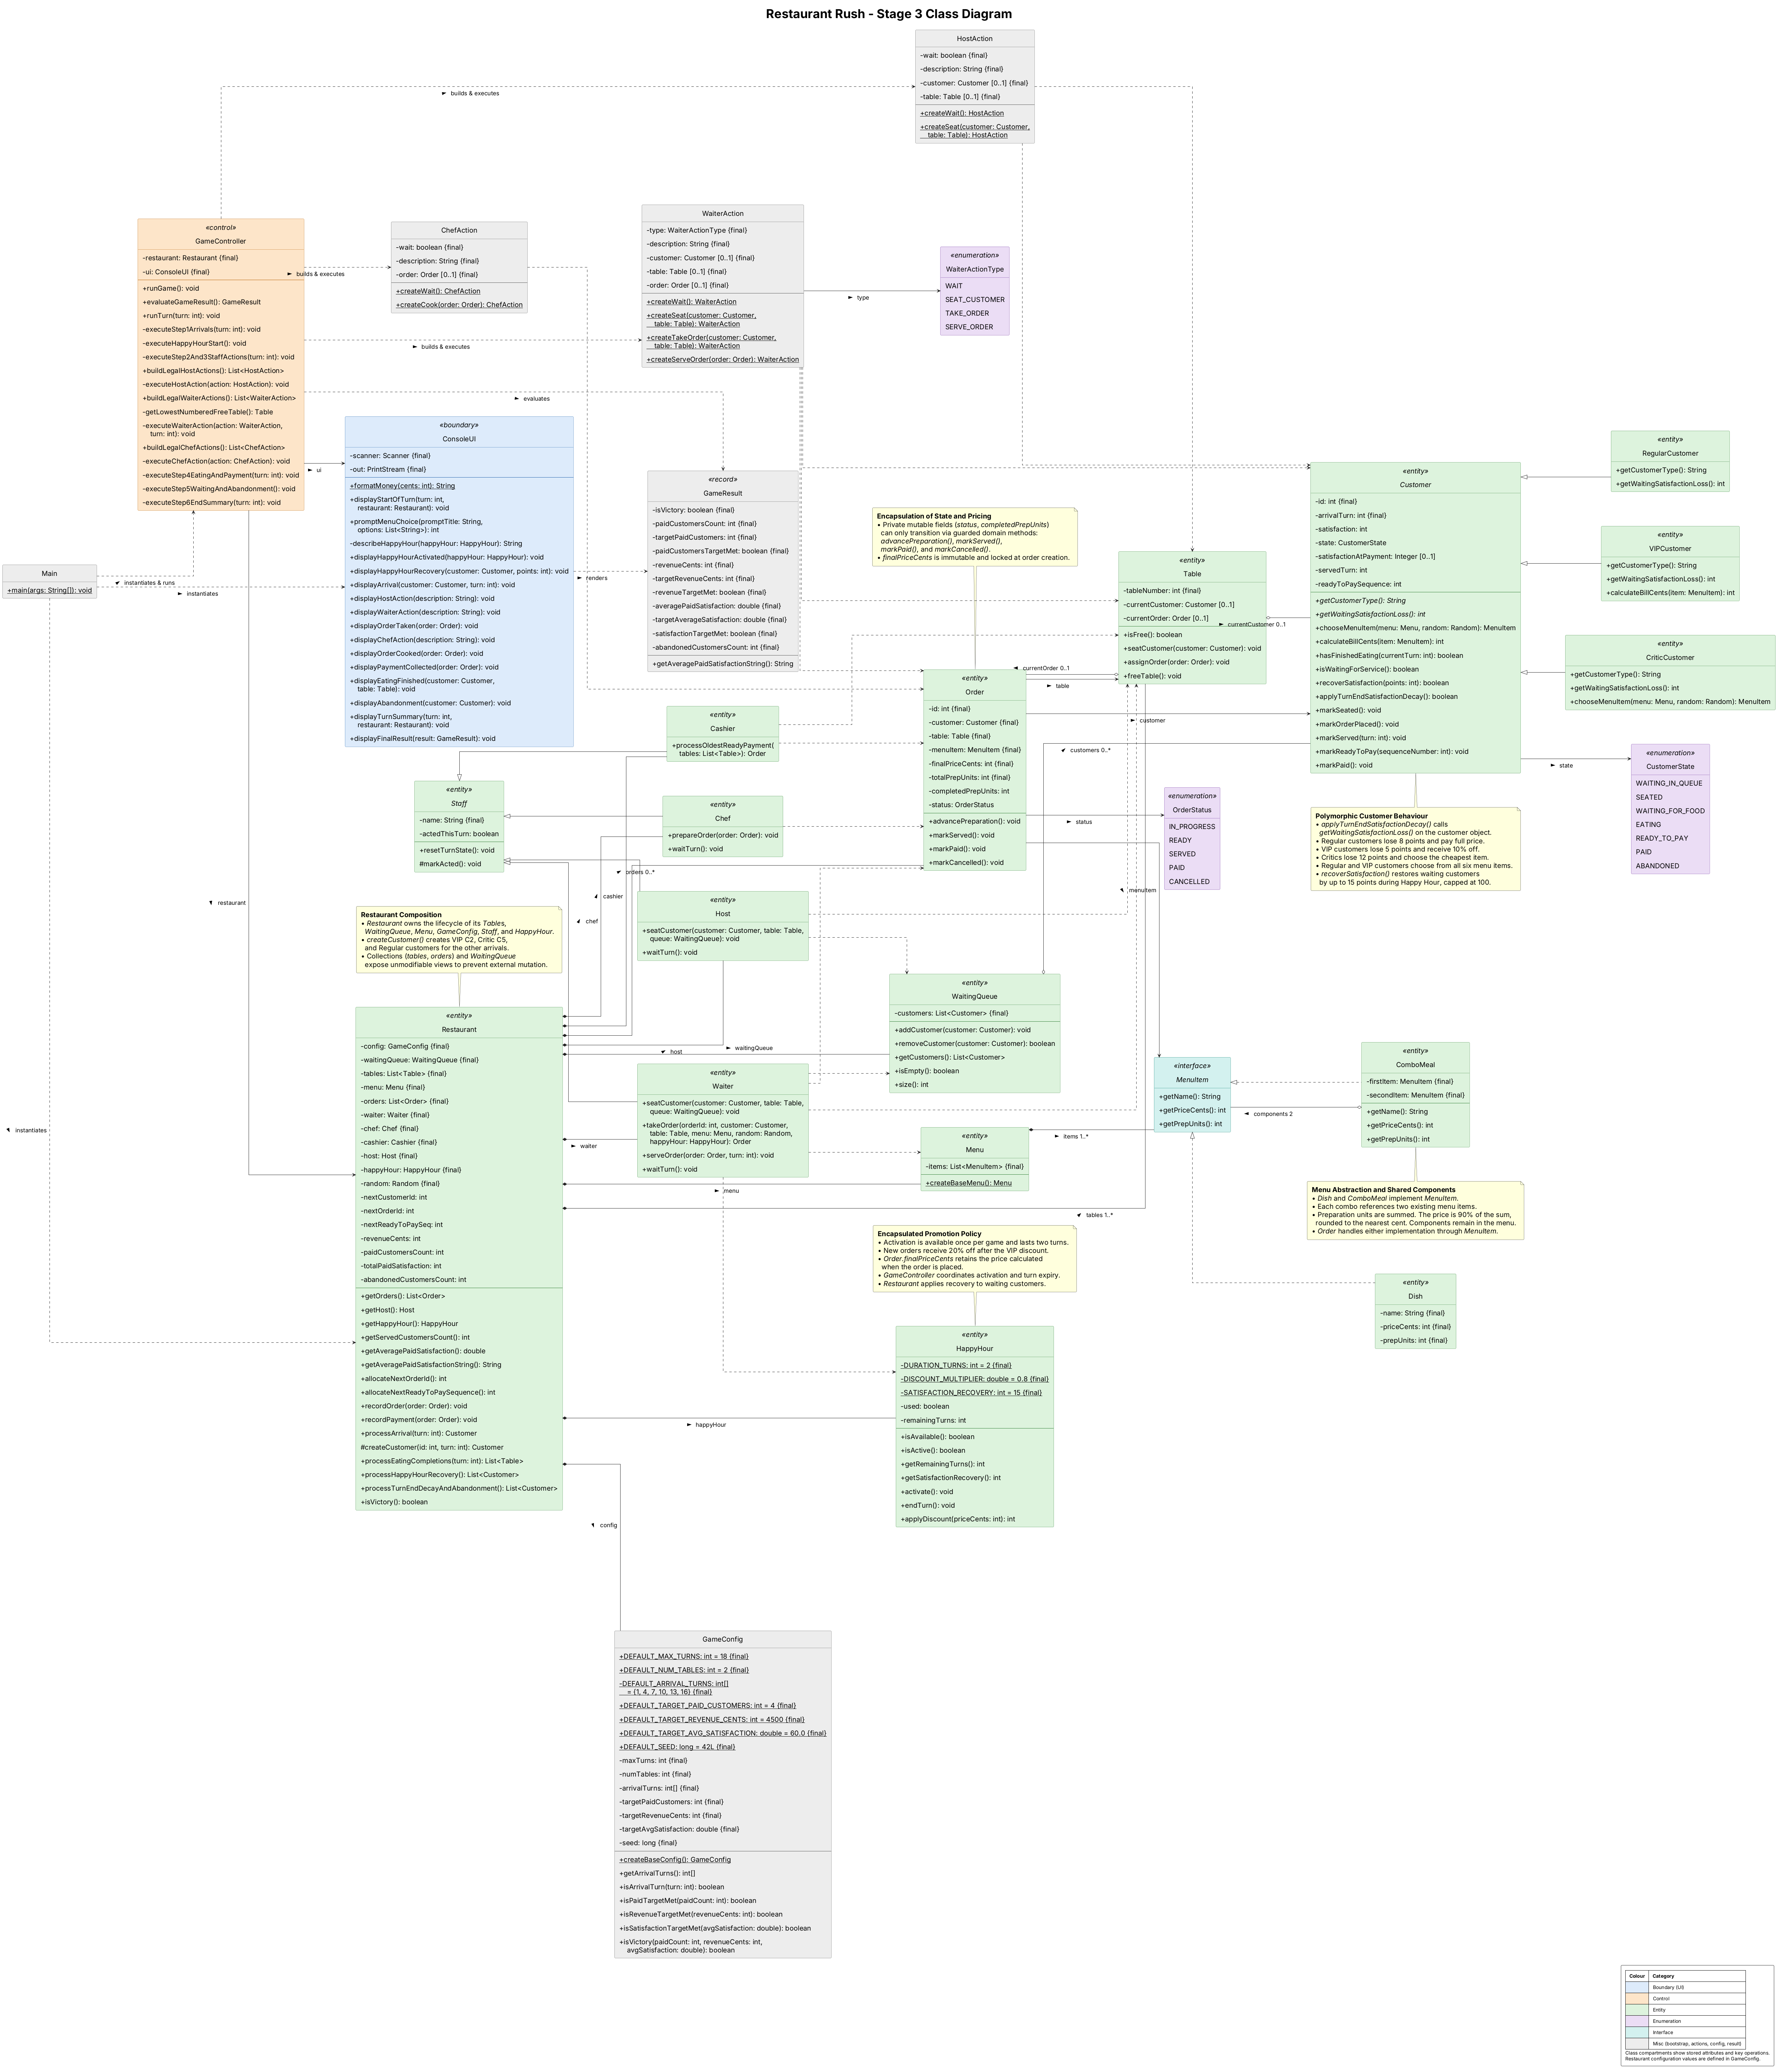 Restaurant Rush - Stage 3 Class Diagram
HostAction
-wait: boolean {final}
-description: String {final}
-customer: Customer [0..1] {final}
-table: Table [0..1] {final}
+createWait(): HostAction
+createSeat(customer: Customer,
table: Table): HostAction
builds & executes
«control»
GameController
-restaurant: Restaurant {final}
-ui: ConsoleUI {final}
+runGame(): void
+evaluateGameResult(): GameResult
+runTurn(turn: int): void
-executeStep1Arrivals(turn: int): void
-executeHappyHourStart(): void
-executeStep2And3StaffActions(turn: int): void
+buildLegalHostActions(): List<HostAction>
-executeHostAction(action: HostAction): void
+buildLegalWaiterActions(): List<WaiterAction>
-getLowestNumberedFreeTable(): Table
-executeWaiterAction(action: WaiterAction,
turn: int): void
+buildLegalChefActions(): List<ChefAction>
-executeChefAction(action: ChefAction): void
-executeStep4EatingAndPayment(turn: int): void
-executeStep5WaitingAndAbandonment(): void
-executeStep6EndSummary(turn: int): void
builds & executes
ChefAction
-wait: boolean {final}
-description: String {final}
-order: Order [0..1] {final}
+createWait(): ChefAction
+createCook(order: Order): ChefAction
builds & executes
WaiterAction
-type: WaiterActionType {final}
-description: String {final}
-customer: Customer [0..1] {final}
-table: Table [0..1] {final}
-order: Order [0..1] {final}
+createWait(): WaiterAction
+createSeat(customer: Customer,
table: Table): WaiterAction
+createTakeOrder(customer: Customer,
table: Table): WaiterAction
+createServeOrder(order: Order): WaiterAction
type
«enumeration»
WaiterActionType
WAIT
SEAT_CUSTOMER
TAKE_ORDER
SERVE_ORDER
evaluates
ui
«boundary»
ConsoleUI
-scanner: Scanner {final}
-out: PrintStream {final}
+formatMoney(cents: int): String
+displayStartOfTurn(turn: int,
restaurant: Restaurant): void
+promptMenuChoice(promptTitle: String,
options: List<String>): int
-describeHappyHour(happyHour: HappyHour): String
+displayHappyHourActivated(happyHour: HappyHour): void
+displayHappyHourRecovery(customer: Customer, points: int): void
+displayArrival(customer: Customer, turn: int): void
+displayHostAction(description: String): void
+displayWaiterAction(description: String): void
+displayOrderTaken(order: Order): void
+displayChefAction(description: String): void
+displayOrderCooked(order: Order): void
+displayPaymentCollected(order: Order): void
+displayEatingFinished(customer: Customer,
table: Table): void
+displayAbandonment(customer: Customer): void
+displayTurnSummary(turn: int,
restaurant: Restaurant): void
+displayFinalResult(result: GameResult): void
renders
«record»
GameResult
-isVictory: boolean {final}
-paidCustomersCount: int {final}
-targetPaidCustomers: int {final}
-paidCustomersTargetMet: boolean {final}
-revenueCents: int {final}
-targetRevenueCents: int {final}
-revenueTargetMet: boolean {final}
-averagePaidSatisfaction: double {final}
-targetAverageSatisfaction: double {final}
-satisfactionTargetMet: boolean {final}
-abandonedCustomersCount: int {final}
+getAveragePaidSatisfactionString(): String
Encapsulation of State and Pricing
• Private mutable fields (status, completedPrepUnits)
can only transition via guarded domain methods:
advancePreparation(), markServed(),
markPaid(), and markCancelled().
• finalPriceCents is immutable and locked at order creation.
«entity»
Table
-tableNumber: int {final}
-currentCustomer: Customer [0..1]
-currentOrder: Order [0..1]
+isFree(): boolean
+seatCustomer(customer: Customer): void
+assignOrder(order: Order): void
+freeTable(): void
currentCustomer 0..1
«entity»
Customer
-id: int {final}
-arrivalTurn: int {final}
-satisfaction: int
-state: CustomerState
-satisfactionAtPayment: Integer [0..1]
-servedTurn: int
-readyToPaySequence: int
+getCustomerType(): String
+getWaitingSatisfactionLoss(): int
+chooseMenuItem(menu: Menu, random: Random): MenuItem
+calculateBillCents(item: MenuItem): int
+hasFinishedEating(currentTurn: int): boolean
+isWaitingForService(): boolean
+recoverSatisfaction(points: int): boolean
+applyTurnEndSatisfactionDecay(): boolean
+markSeated(): void
+markOrderPlaced(): void
+markServed(turn: int): void
+markReadyToPay(sequenceNumber: int): void
+markPaid(): void
«entity»
RegularCustomer
+getCustomerType(): String
+getWaitingSatisfactionLoss(): int
«entity»
VIPCustomer
+getCustomerType(): String
+getWaitingSatisfactionLoss(): int
+calculateBillCents(item: MenuItem): int
«entity»
CriticCustomer
+getCustomerType(): String
+getWaitingSatisfactionLoss(): int
+chooseMenuItem(menu: Menu, random: Random): MenuItem
state
«enumeration»
CustomerState
WAITING_IN_QUEUE
SEATED
WAITING_FOR_FOOD
EATING
READY_TO_PAY
PAID
ABANDONED
Main
+main(args: String[]): void
instantiates & runs
instantiates
currentOrder 0..1
table
«entity»
Order
-id: int {final}
-customer: Customer {final}
-table: Table {final}
-menuItem: MenuItem {final}
-finalPriceCents: int {final}
-totalPrepUnits: int {final}
-completedPrepUnits: int
-status: OrderStatus
+advancePreparation(): void
+markServed(): void
+markPaid(): void
+markCancelled(): void
customer
customers 0..*
status
«enumeration»
OrderStatus
IN_PROGRESS
READY
SERVED
PAID
CANCELLED
menuItem
«entity»
Cashier
+processOldestReadyPayment(
tables: List<Table>): Order
«entity»
Staff
-name: String {final}
-actedThisTurn: boolean
+resetTurnState(): void
#markActed(): void
«entity»
Chef
+prepareOrder(order: Order): void
+waitTurn(): void
orders 0..*
cashier
chef
restaurant
Polymorphic Customer Behaviour
• applyTurnEndSatisfactionDecay() calls
getWaitingSatisfactionLoss() on the customer object.
• Regular customers lose 8 points and pay full price.
• VIP customers lose 5 points and receive 10% off.
• Critics lose 12 points and choose the cheapest item.
• Regular and VIP customers choose from all six menu items.
• recoverSatisfaction() restores waiting customers
by up to 15 points during Happy Hour, capped at 100.
Restaurant Composition
• Restaurant owns the lifecycle of its Tables,
WaitingQueue, Menu, GameConfig, Staff, and HappyHour.
• createCustomer() creates VIP C2, Critic C5,
and Regular customers for the other arrivals.
• Collections (tables, orders) and WaitingQueue
expose unmodifiable views to prevent external mutation.
«entity»
Host
+seatCustomer(customer: Customer, table: Table,
queue: WaitingQueue): void
+waitTurn(): void
«entity»
WaitingQueue
-customers: List<Customer> {final}
+addCustomer(customer: Customer): void
+removeCustomer(customer: Customer): boolean
+getCustomers(): List<Customer>
+isEmpty(): boolean
+size(): int
waitingQueue
host
«entity»
Restaurant
-config: GameConfig {final}
-waitingQueue: WaitingQueue {final}
-tables: List<Table> {final}
-menu: Menu {final}
-orders: List<Order> {final}
-waiter: Waiter {final}
-chef: Chef {final}
-cashier: Cashier {final}
-host: Host {final}
-happyHour: HappyHour {final}
-random: Random {final}
-nextCustomerId: int
-nextOrderId: int
-nextReadyToPaySeq: int
-revenueCents: int
-paidCustomersCount: int
-totalPaidSatisfaction: int
-abandonedCustomersCount: int
+getOrders(): List<Order>
+getHost(): Host
+getHappyHour(): HappyHour
+getServedCustomersCount(): int
+getAveragePaidSatisfaction(): double
+getAveragePaidSatisfactionString(): String
+allocateNextOrderId(): int
+allocateNextReadyToPaySequence(): int
+recordOrder(order: Order): void
+recordPayment(order: Order): void
+processArrival(turn: int): Customer
#createCustomer(id: int, turn: int): Customer
+processEatingCompletions(turn: int): List<Table>
+processHappyHourRecovery(): List<Customer>
+processTurnEndDecayAndAbandonment(): List<Customer>
+isVictory(): boolean
instantiates
«entity»
Waiter
+seatCustomer(customer: Customer, table: Table,
queue: WaitingQueue): void
+takeOrder(orderId: int, customer: Customer,
table: Table, menu: Menu, random: Random,
happyHour: HappyHour): Order
+serveOrder(order: Order, turn: int): void
+waitTurn(): void
waiter
«entity»
Menu
-items: List<MenuItem> {final}
+createBaseMenu(): Menu
menu
items 1..*
tables 1..*
«interface»
MenuItem
+getName(): String
+getPriceCents(): int
+getPrepUnits(): int
components 2
«entity»
ComboMeal
-firstItem: MenuItem {final}
-secondItem: MenuItem {final}
+getName(): String
+getPriceCents(): int
+getPrepUnits(): int
Menu Abstraction and Shared Components
• Dish and ComboMeal implement MenuItem.
• Each combo references two existing menu items.
• Preparation units are summed. The price is 90% of the sum,
rounded to the nearest cent. Components remain in the menu.
• Order handles either implementation through MenuItem.
«entity»
Dish
-name: String {final}
-priceCents: int {final}
-prepUnits: int {final}
Encapsulated Promotion Policy
• Activation is available once per game and lasts two turns.
• New orders receive 20% off after the VIP discount.
• Order.finalPriceCents retains the price calculated
when the order is placed.
• GameController coordinates activation and turn expiry.
• Restaurant applies recovery to waiting customers.
«entity»
HappyHour
-DURATION_TURNS: int = 2 {final}
-DISCOUNT_MULTIPLIER: double = 0.8 {final}
-SATISFACTION_RECOVERY: int = 15 {final}
-used: boolean
-remainingTurns: int
+isAvailable(): boolean
+isActive(): boolean
+getRemainingTurns(): int
+getSatisfactionRecovery(): int
+activate(): void
+endTurn(): void
+applyDiscount(priceCents: int): int
happyHour
config
GameConfig
+DEFAULT_MAX_TURNS: int = 18 {final}
+DEFAULT_NUM_TABLES: int = 2 {final}
-DEFAULT_ARRIVAL_TURNS: int[]
= {1, 4, 7, 10, 13, 16} {final}
+DEFAULT_TARGET_PAID_CUSTOMERS: int = 4 {final}
+DEFAULT_TARGET_REVENUE_CENTS: int = 4500 {final}
+DEFAULT_TARGET_AVG_SATISFACTION: double = 60.0 {final}
+DEFAULT_SEED: long = 42L {final}
-maxTurns: int {final}
-numTables: int {final}
-arrivalTurns: int[] {final}
-targetPaidCustomers: int {final}
-targetRevenueCents: int {final}
-targetAvgSatisfaction: double {final}
-seed: long {final}
+createBaseConfig(): GameConfig
+getArrivalTurns(): int[]
+isArrivalTurn(turn: int): boolean
+isPaidTargetMet(paidCount: int): boolean
+isRevenueTargetMet(revenueCents: int): boolean
+isSatisfactionTargetMet(avgSatisfaction: double): boolean
+isVictory(paidCount: int, revenueCents: int,
avgSatisfaction: double): boolean
Colour Category
Boundary (UI)
Control
Entity
Enumeration
Interface
Misc (bootstrap, actions, config, result)
Class compartments show stored attributes and key operations.
Restaurant configuration values are defined in GameConfig.